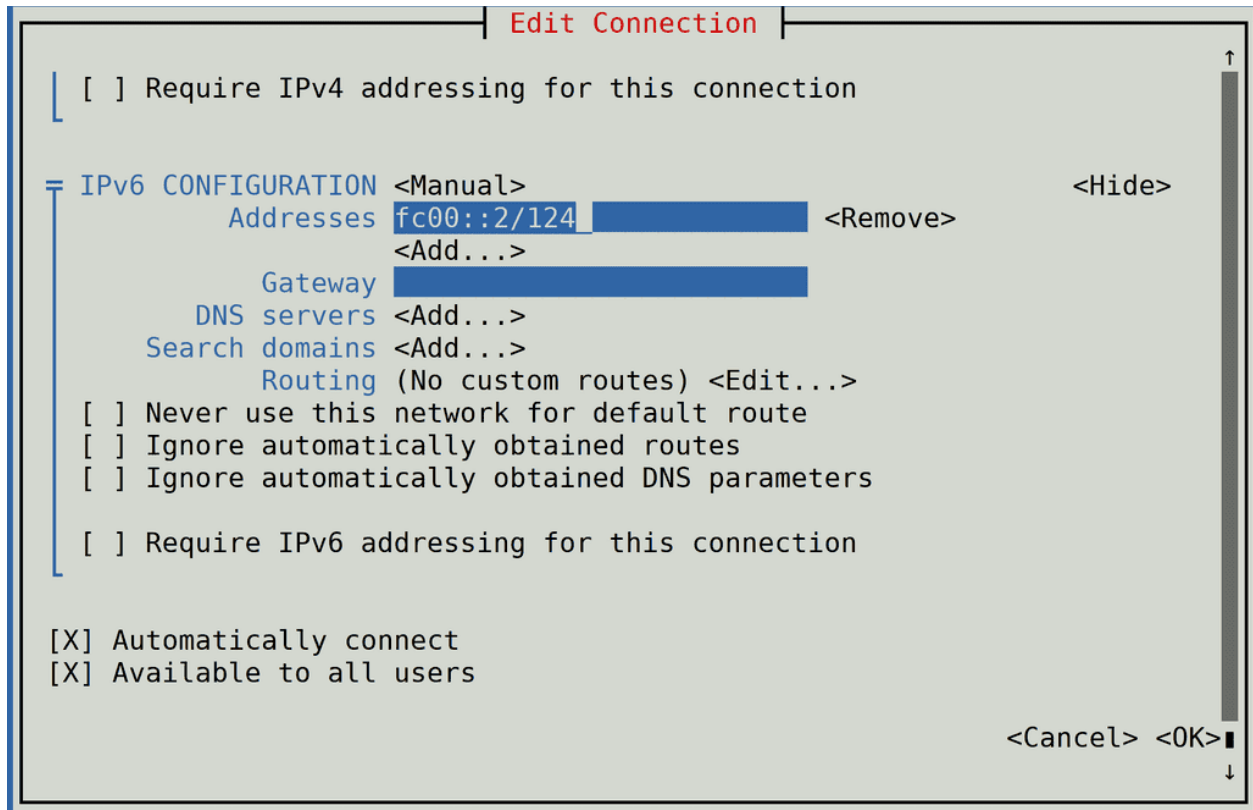 Edit Connection
[ ] Require IPv4 addressing for this connection
IPv6 CONFIGURATION <Manual> <Hide>
Addresses fc00::2/124_ <Remove>
<Add...>
Gateway
DNS servers <Add...>
Search domains <Add...>
Routing (No custom routes) <Edit...>
[ ] Never use this network for default route
[ ] Ignore automatically obtained routes
[ ] Ignore automatically obtained DNS parameters
[ ] Require IPv6 addressing for this connection
[X] Automatically connect
[X] Available to all users
<Cancel> <OK>